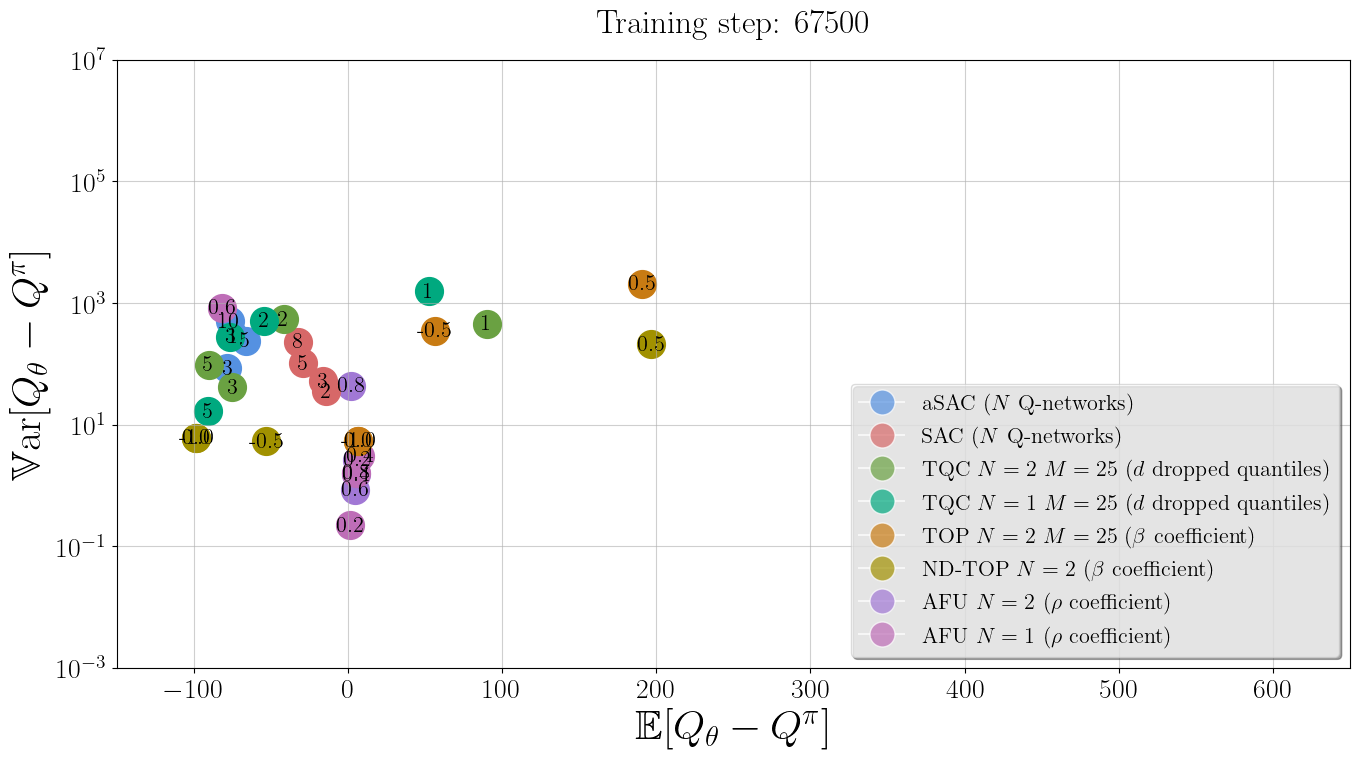 Training step: 67500
10^7
10^5
10^3
10^1
10^{-1}
10^{-3}
𝕍ar[Q_θ − Q^π]
0.5
0.6
10
1
2
2
1
-0.5
3
5
8
0.5
5
3
5
3
3
2
0.8
5
-1.0
-0.5
-1.0
0.6
0.2
aSAC (N Q-networks)
SAC (N Q-networks)
TQC N = 2 M = 25 (d dropped quantiles)
TQC N = 1 M = 25 (d dropped quantiles)
TOP N = 2 M = 25 (β coefficient)
ND-TOP N = 2 (β coefficient)
AFU N = 2 (ρ coefficient)
AFU N = 1 (ρ coefficient)
−100 0 100 200 300 400 500 600
𝔼[Q_θ − Q^π]